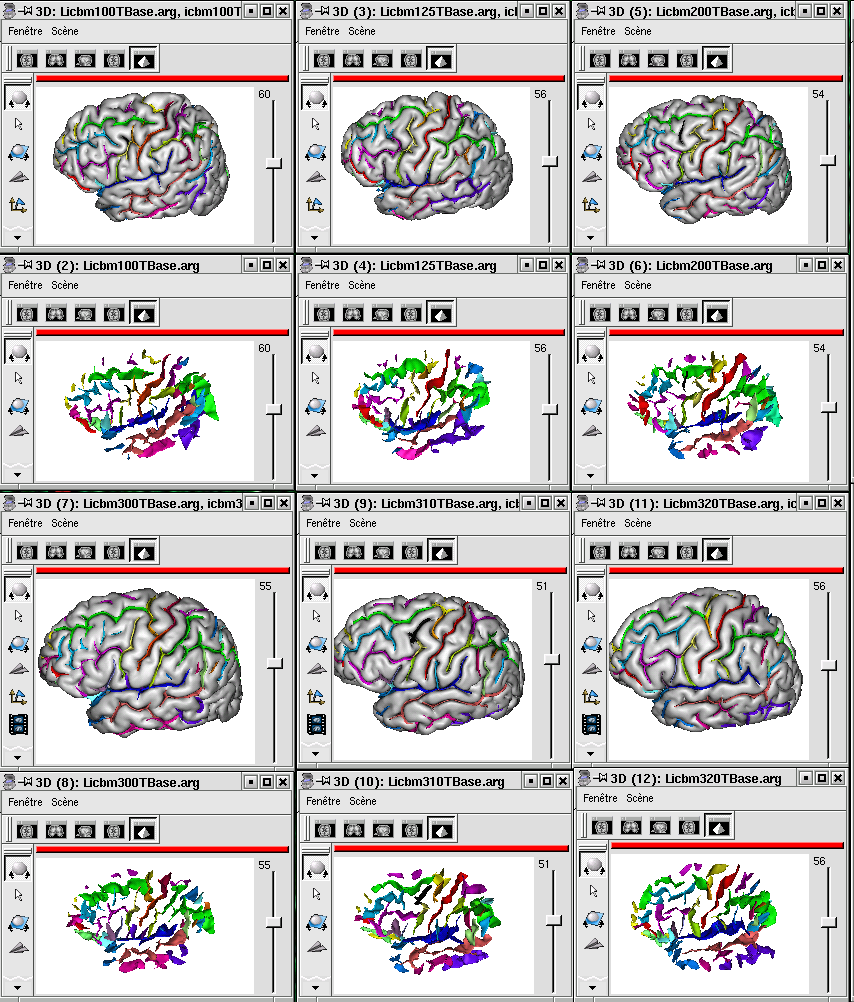 3D: Licbm100TBase.arg, icbm100T
3D (3): Licbm125TBase.arg, icl
3D (5): Licbm200TBase.arg, ic
Fenêtre Scène
Fenêtre Scène
Fenêtre Scène
60
56
54
3D (2): Licbm100TBase.arg
3D (4): Licbm125TBase.arg
3D (6): Licbm200TBase.arg
Fenêtre Scène
Fenêtre Scène
Fenêtre Scène
60
56
54
3D (7): Licbm300TBase.arg, icbm3
3D (9): Licbm310TBase.arg, icl
3D (11): Licbm320TBase.arg, ic
Fenêtre Scène
Fenêtre Scène
Fenêtre Scène
55
51
56
3D (8): Licbm300TBase.arg
3D (10): Licbm310TBase.arg
3D (12): Licbm320TBase.arg
Fenêtre Scène
Fenêtre Scène
Fenêtre Scène
55
51
56